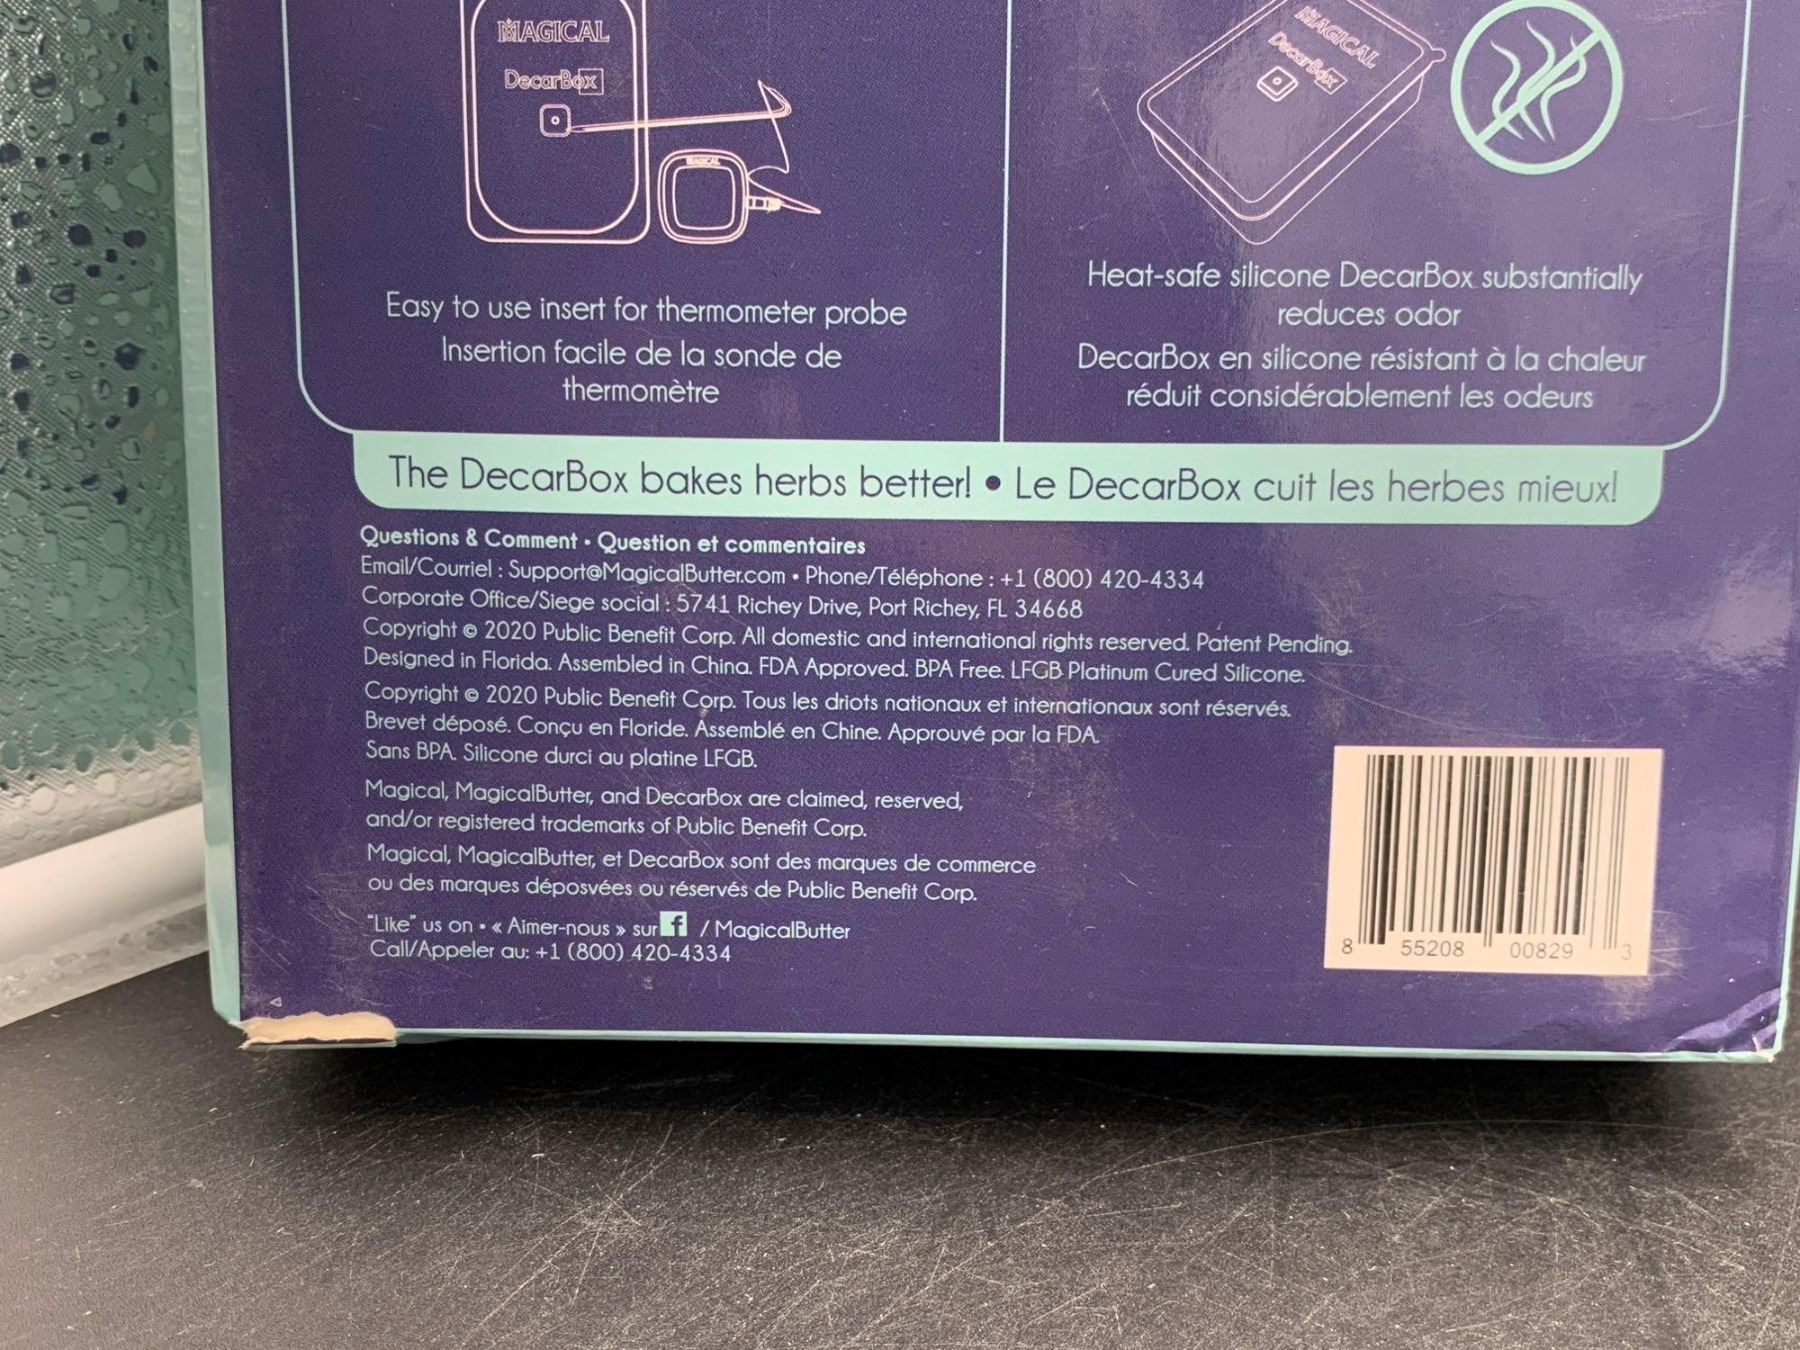 MAGICAL
DecarBox
MAGICAL
Easy to use insert for thermometer probe
Insertion facile de la sonde de
thermomètre
MAGICAL
DecarBox
Heat-safe silicone DecarBox substantially
reduces odor
DecarBox en silicone résistant à la chaleur
réduit considérablement les odeurs
The DecarBox bakes herbs better! • Le DecarBox cuit les herbes mieux!
Questions & Comment • Question et commentaires
Email/Courriel : Support@MagicalButter.com • Phone/Téléphone : +1 (800) 420-4334
Corporate Office/Siege social : 5741 Richey Drive, Port Richey, FL 34668
Copyright © 2020 Public Benefit Corp. All domestic and international rights reserved. Patent Pending.
Designed in Florida. Assembled in China. FDA Approved. BPA Free. LFGB Platinum Cured Silicone.
Copyright © 2020 Public Benefit Corp. Tous les driots nationaux et internationaux sont réservés.
Brevet déposé. Conçu en Floride. Assemblé en Chine. Approuvé par la FDA.
Sans BPA. Silicone durci au platine LFGB.
Magical, MagicalButter, and DecarBox are claimed, reserved,
and/or registered trademarks of Public Benefit Corp.
Magical, MagicalButter, et DecarBox sont des marques de commerce
ou des marques déposvées ou réservés de Public Benefit Corp.
"Like" us on • « Aimer-nous » sur f / MagicalButter
Call/Appeler au: +1 (800) 420-4334
8 55208 00829 3